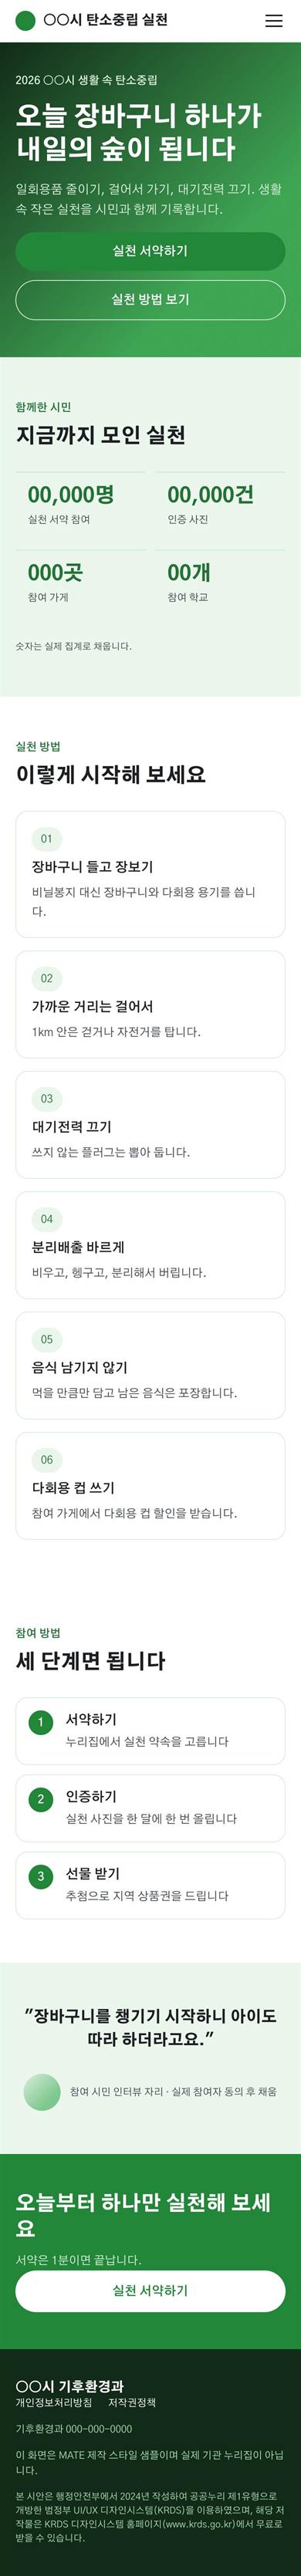 ○○시 탄소중립 실천
2026 ○○시 생활 속 탄소중립
오늘 장바구니 하나가
내일의 숲이 됩니다
일회용품 줄이기, 걸어서 가기, 대기전력 끄기. 생활
속 작은 실천을 시민과 함께 기록합니다.
실천 서약하기
실천 방법 보기
함께한 시민
지금까지 모인 실천
00,000명
실천 서약 참여
00,000건
인증 사진
000곳
참여 가게
00개
참여 학교
숫자는 실제 집계로 채웁니다.
실천 방법
이렇게 시작해 보세요
01
장바구니 들고 장보기
비닐봉지 대신 장바구니와 다회용 용기를 씁니
다.
02
가까운 거리는 걸어서
1km 안은 걷거나 자전거를 탑니다.
03
대기전력 끄기
쓰지 않는 플러그는 뽑아 둡니다.
04
분리배출 바르게
비우고, 헹구고, 분리해서 버립니다.
05
음식 남기지 않기
먹을 만큼만 담고 남은 음식은 포장합니다.
06
다회용 컵 쓰기
참여 가게에서 다회용 컵 할인을 받습니다.
참여 방법
세 단계면 됩니다
1
서약하기
누리집에서 실천 약속을 고릅니다
2
인증하기
실천 사진을 한 달에 한 번 올립니다
3
선물 받기
추첨으로 지역 상품권을 드립니다
"장바구니를 챙기기 시작하니 아이도
따라 하더라고요."
참여 시민 인터뷰 자리 · 실제 참여자 동의 후 채움
오늘부터 하나만 실천해 보세
요
서약은 1분이면 끝납니다.
실천 서약하기
○○시 기후환경과
개인정보처리방침 저작권정책
기후환경과 000-000-0000
이 화면은 MATE 제작 스타일 샘플이며 실제 기관 누리집이 아닙
니다.
본 시안은 행정안전부에서 2024년 작성하여 공공누리 제1유형으로
개방한 범정부 UI/UX 디자인시스템(KRDS)을 이용하였으며, 해당 저
작물은 KRDS 디자인시스템 홈페이지(www.krds.go.kr)에서 무료로
받을 수 있습니다.